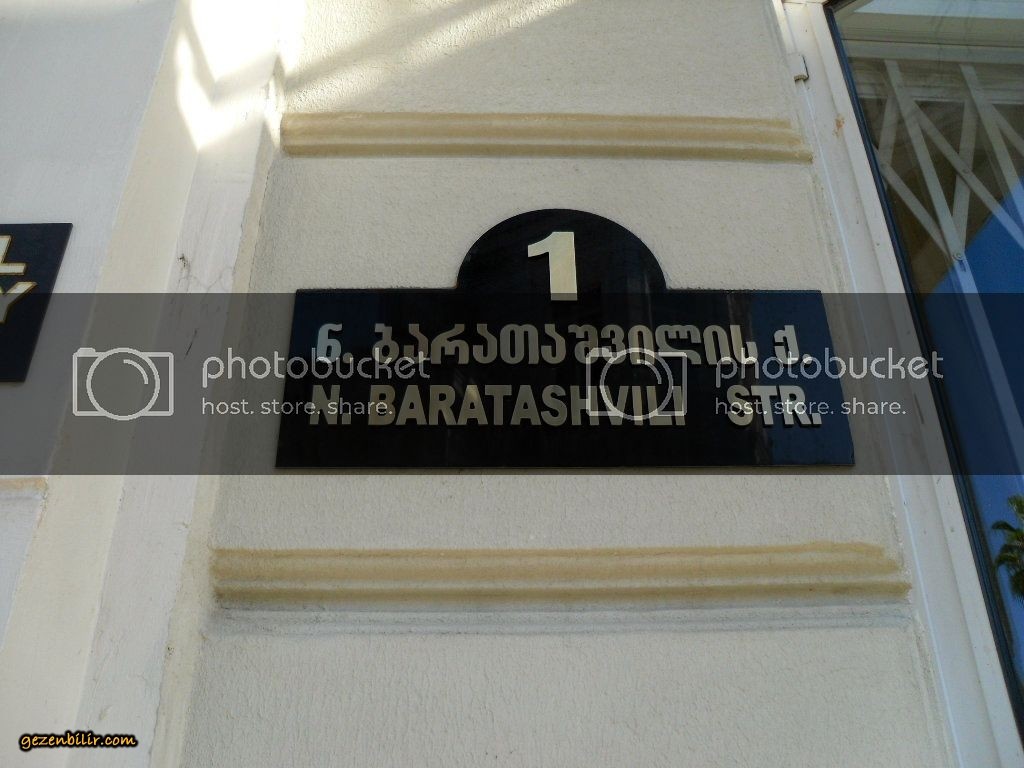 1
ნ. ბარათაშვილის ქ.
N. BARATASHVILI STR.
L
Y
photobucket
host. store. share.
photobucket
host. store. share.
gezenbilir.com